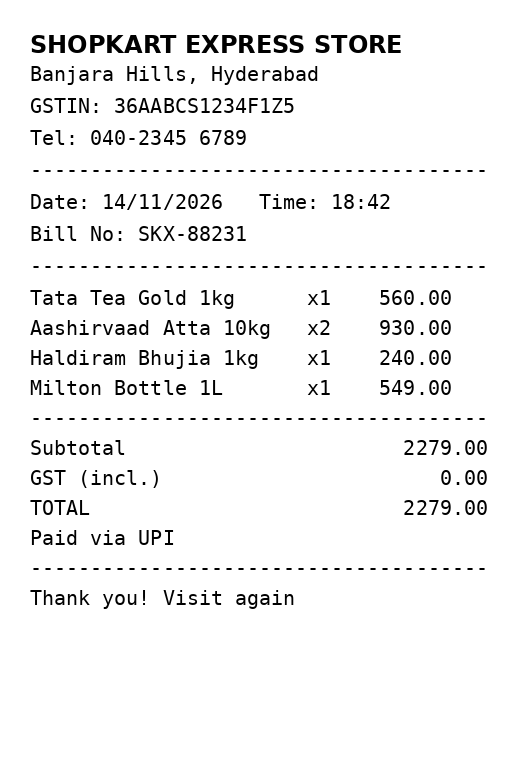 SHOPKART EXPRESS STORE
Banjara Hills, Hyderabad
GSTIN: 36AABCS1234F1Z5
Tel: 040-2345 6789
--------------------------------------
Date: 14/11/2026   Time: 18:42
Bill No: SKX-88231
--------------------------------------
Tata Tea Gold 1kg      x1    560.00
Aashirvaad Atta 10kg   x2    930.00
Haldiram Bhujia 1kg    x1    240.00
Milton Bottle 1L       x1    549.00
--------------------------------------
Subtotal                       2279.00
GST (incl.)                       0.00
TOTAL                          2279.00
Paid via UPI
--------------------------------------
Thank you! Visit again